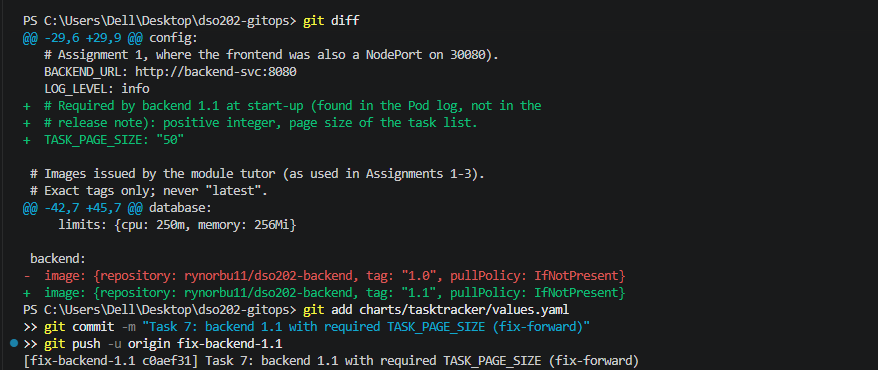 PS C:\Users\Dell\Desktop\dso202-gitops> git diff
@@ -29,6 +29,9 @@ config:
# Assignment 1, where the frontend was also a NodePort on 30080).
BACKEND_URL: http://backend-svc:8080
LOG_LEVEL: info
+ # Required by backend 1.1 at start-up (found in the Pod log, not in the
+ # release note): positive integer, page size of the task list.
+ TASK_PAGE_SIZE: "50"
# Images issued by the module tutor (as used in Assignments 1-3).
# Exact tags only; never "latest".
@@ -42,7 +45,7 @@ database:
limits: {cpu: 250m, memory: 256Mi}
backend:
- image: {repository: rynorbu11/dso202-backend, tag: "1.0", pullPolicy: IfNotPresent}
+ image: {repository: rynorbu11/dso202-backend, tag: "1.1", pullPolicy: IfNotPresent}
PS C:\Users\Dell\Desktop\dso202-gitops> git add charts/tasktracker/values.yaml
>> git commit -m "Task 7: backend 1.1 with required TASK_PAGE_SIZE (fix-forward)"
>> git push -u origin fix-backend-1.1
[fix-backend-1.1 c0aef31] Task 7: backend 1.1 with required TASK_PAGE_SIZE (fix-forward)